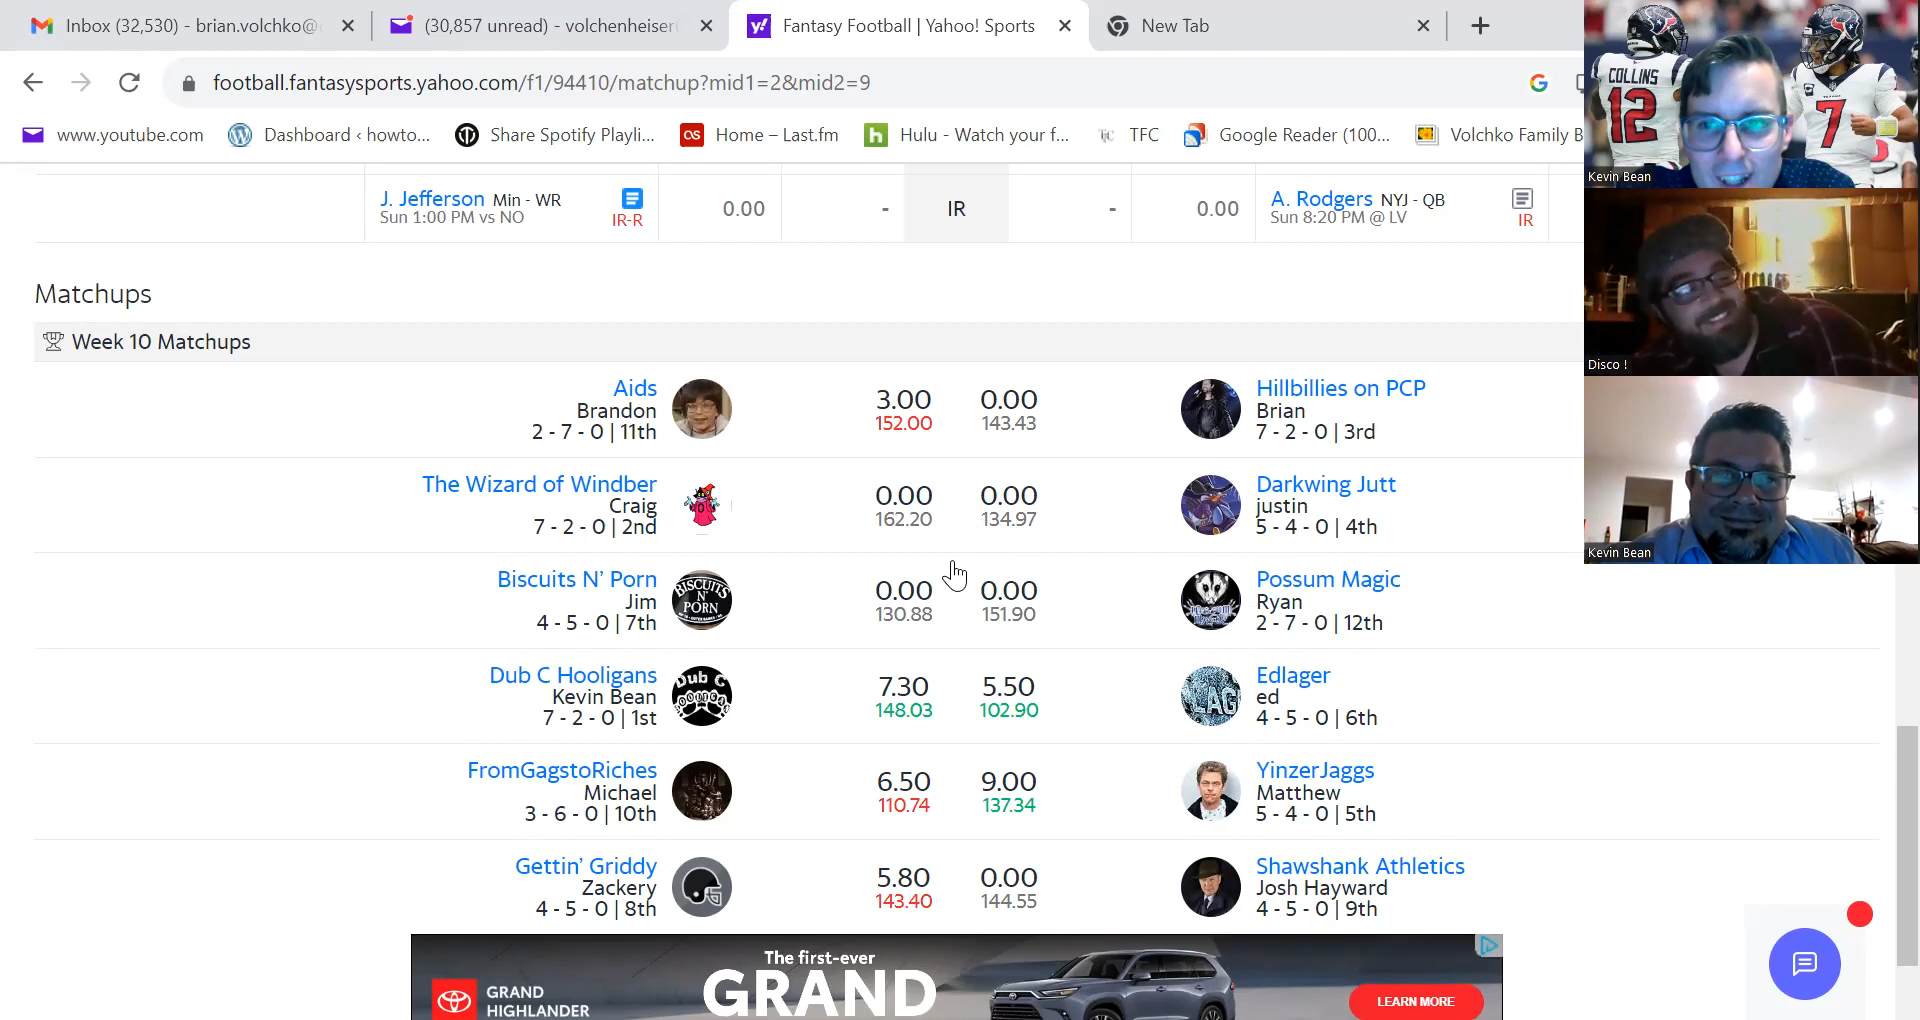 Inbox (32,530) - brian.volchko@
(30,857 unread) - volchenheiser
Fantasy Football | Yahoo! Sports
New Tab
football.fantasysports.yahoo.com/f1/94410/matchup?mid1=2&mid2=9
www.youtube.com
Dashboard ‹ howto...
Share Spotify Playli...
Home – Last.fm
Hulu - Watch your f...
TFC
Google Reader (100...
Volchko Family B
J. Jefferson Min - WR
Sun 1:00 PM vs NO
IR-R
0.00
-
IR
-
0.00
A. Rodgers NYJ - QB
Sun 8:20 PM @ LV
IR
Matchups
Week 10 Matchups
Aids
Brandon
2 - 7 - 0 | 11th
3.00 0.00
152.00 143.43
Hillbillies on PCP
Brian
7 - 2 - 0 | 3rd
The Wizard of Windber
Craig
7 - 2 - 0 | 2nd
0.00 0.00
162.20 134.97
Darkwing Jutt
justin
5 - 4 - 0 | 4th
Biscuits N' Porn
Jim
4 - 5 - 0 | 7th
BISCUITS
N'
PORN
0.00 0.00
130.88 151.90
Possum Magic
Ryan
2 - 7 - 0 | 12th
Dub C Hooligans
Kevin Bean
7 - 2 - 0 | 1st
Dub C
7.30 5.50
148.03 102.90
LAG
Edlager
ed
4 - 5 - 0 | 6th
FromGagstoRiches
Michael
3 - 6 - 0 | 10th
6.50 9.00
110.74 137.34
YinzerJaggs
Matthew
5 - 4 - 0 | 5th
Gettin' Griddy
Zackery
4 - 5 - 0 | 8th
5.80 0.00
143.40 144.55
Shawshank Athletics
Josh Hayward
4 - 5 - 0 | 9th
The first-ever
GRAND
GRAND
HIGHLANDER
LEARN MORE
COLLINS
12
7
Kevin Bean
Disco !
Kevin Bean